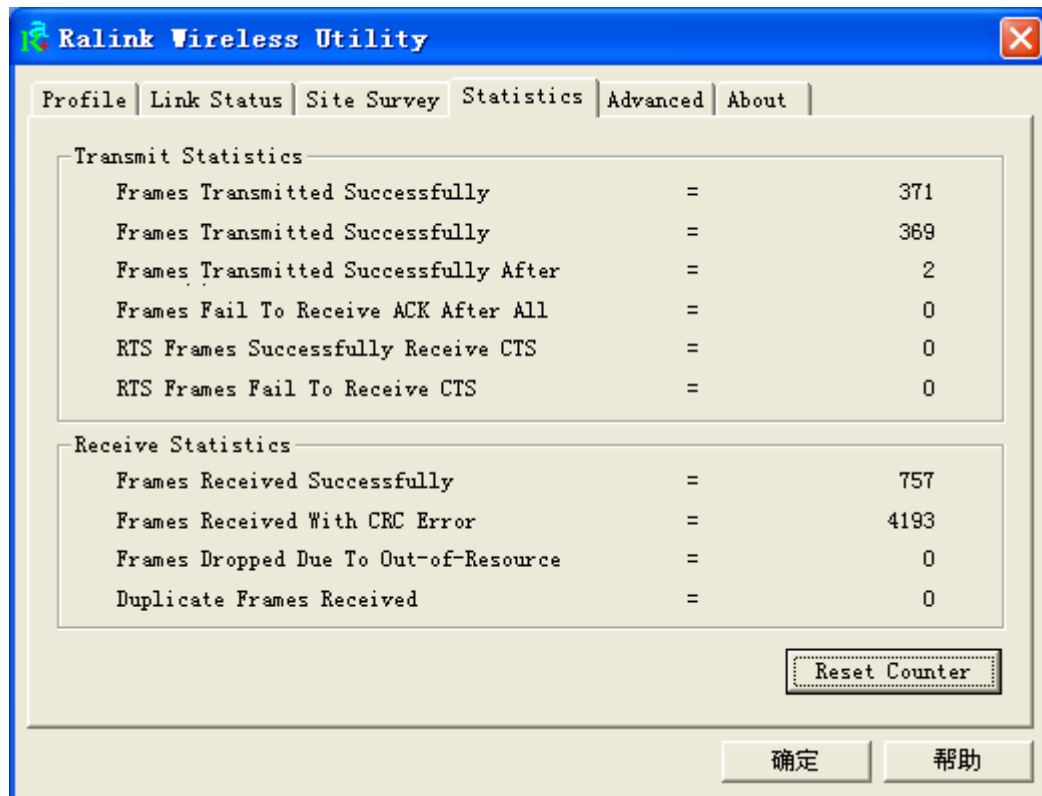 Ralink Wireless Utility
Profile Link Status Site Survey Statistics Advanced About
Transmit Statistics
Frames Transmitted Successfully = 371
Frames Transmitted Successfully = 369
Frames Transmitted Successfully After = 2
Frames Fail To Receive ACK After All = 0
RTS Frames Successfully Receive CTS = 0
RTS Frames Fail To Receive CTS = 0
Receive Statistics
Frames Received Successfully = 757
Frames Received With CRC Error = 4193
Frames Dropped Due To Out-of-Resource = 0
Duplicate Frames Received = 0
Reset Counter
确定 帮助